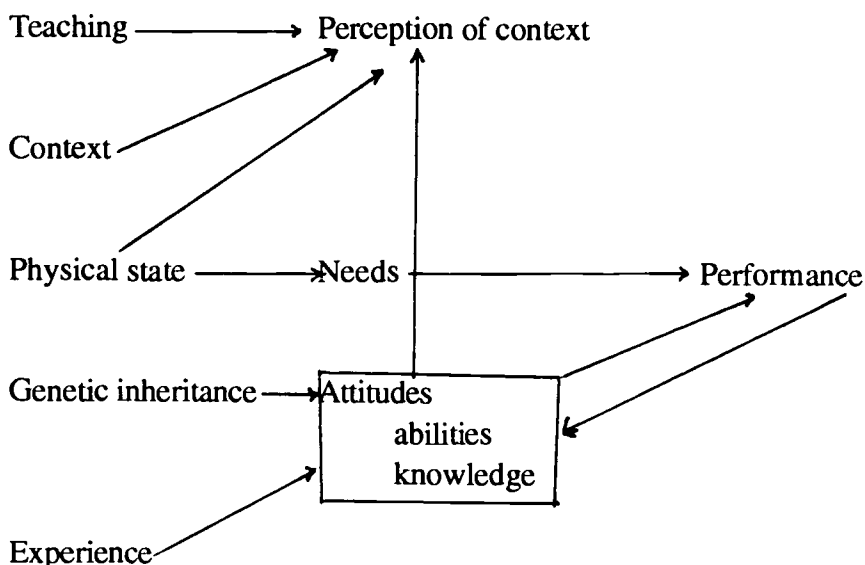 Teaching
Perception of context
Context
Physical state
Needs
Performance
Genetic inheritance
Attitudes
abilities
knowledge
Experience